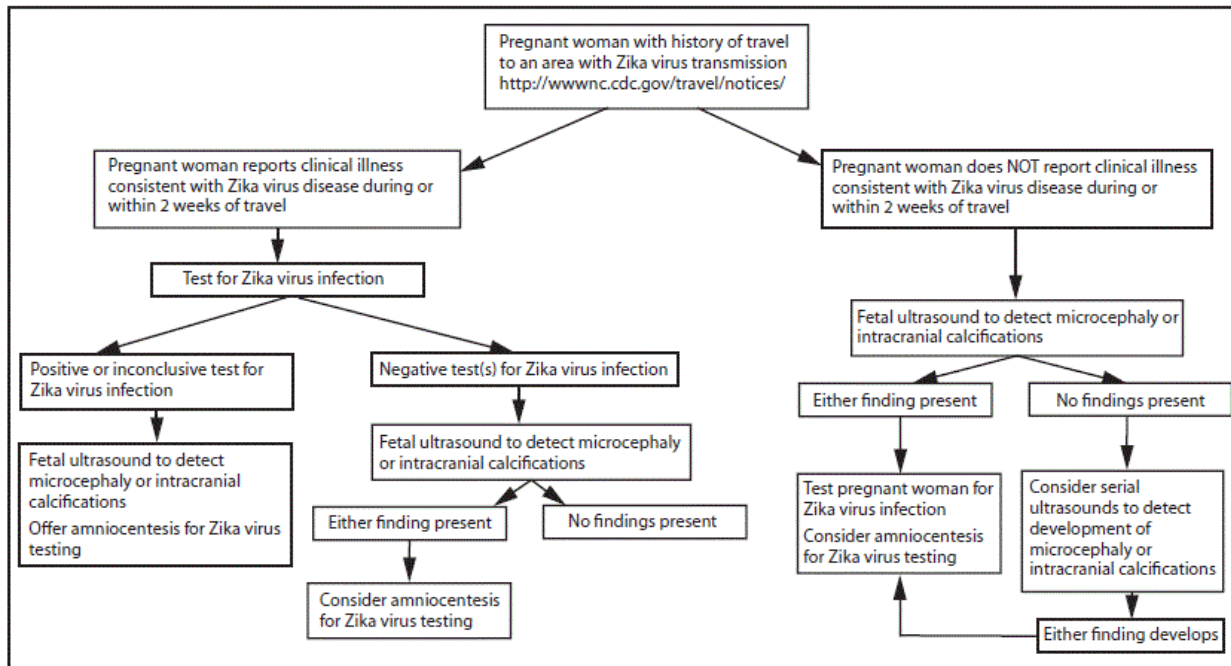 Pregnant woman with history of travel
to an area with Zika virus transmission
http://wwwnc.cdc.gov/travel/notices/
Pregnant woman reports clinical illness
consistent with Zika virus disease during or
within 2 weeks of travel
Pregnant woman does NOT report clinical illness
consistent with Zika virus disease during or
within 2 weeks of travel
Test for Zika virus infection
Fetal ultrasound to detect microcephaly or
intracranial calcifications
Positive or inconclusive test for
Zika virus infection
Negative test(s) for Zika virus infection
Either finding present
No findings present
Fetal ultrasound to detect
microcephaly or intracranial
calcifications
Offer amniocentesis for Zika virus
testing
Fetal ultrasound to detect microcephaly
or intracranial calcifications
Either finding present
No findings present
Consider amniocentesis
for Zika virus testing
Test pregnant woman for
Zika virus infection
Consider amniocentesis
for Zika virus testing
Consider serial
ultrasounds to detect
development of
microcephaly or
intracranial calcifications
Either finding develops